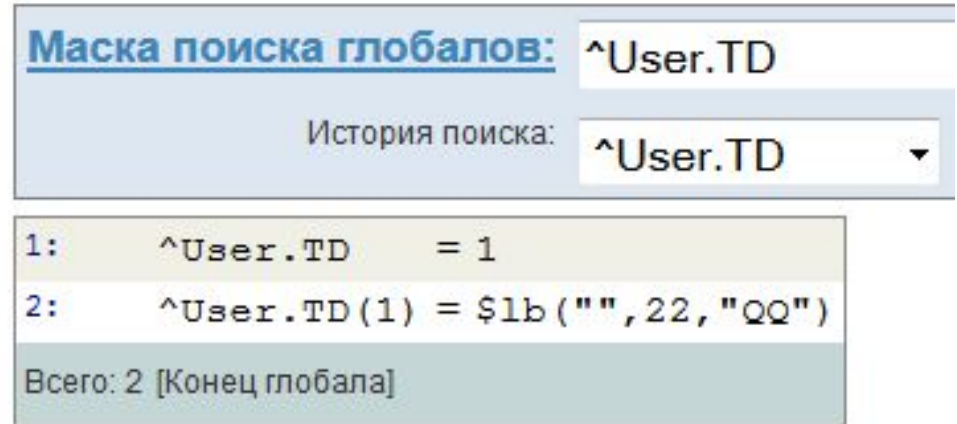 Маска поиска глобалов: ^User.TD
История поиска: ^User.TD
1: ^User.TD = 1
2: ^User.TD(1) = $lb("",22,"QQ")
Всего: 2 [Конец глобала]